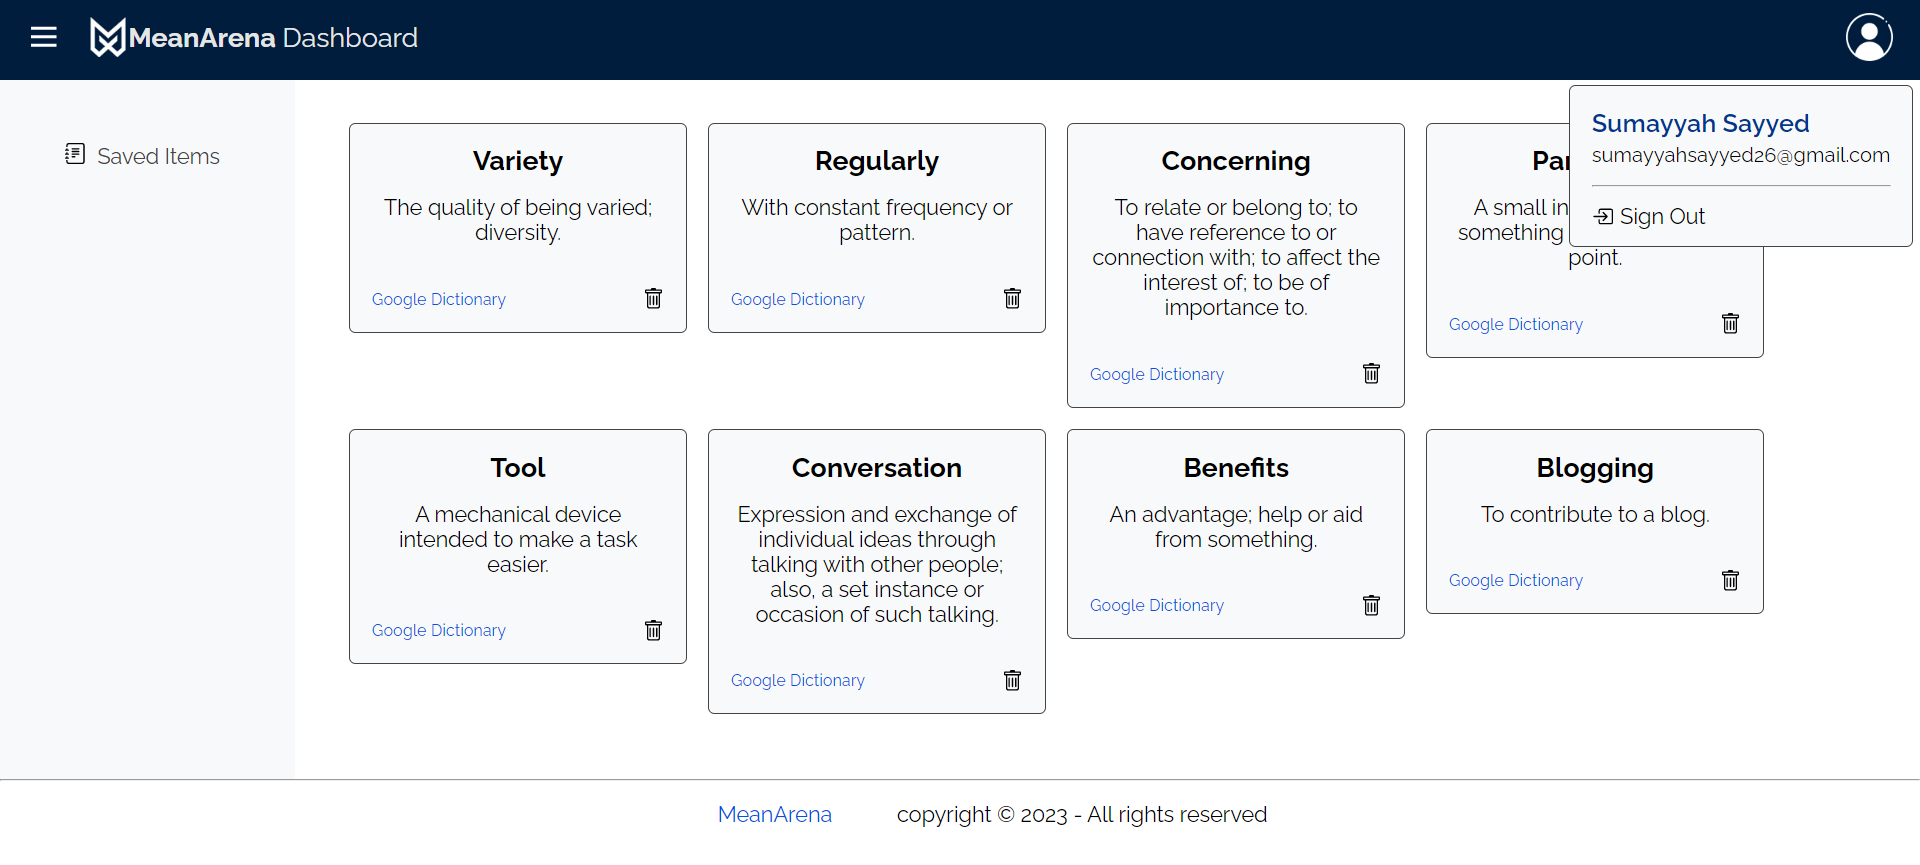 MeanArena Dashboard
Sumayyah Sayyed
sumayyahsayyed26@gmail.com
Sign Out
Saved Items
Variety
The quality of being varied;
diversity.
Google Dictionary
Regularly
With constant frequency or
pattern.
Google Dictionary
Concerning
To relate or belong to; to
have reference to or
connection with; to affect the
interest of; to be of
importance to.
Google Dictionary
A small
something
point.
Google Dictionary
Tool
A mechanical device
intended to make a task
easier.
Google Dictionary
Conversation
Expression and exchange of
individual ideas through
talking with other people;
also, a set instance or
occasion of such talking.
Google Dictionary
Benefits
An advantage; help or aid
from something.
Google Dictionary
Blogging
To contribute to a blog.
Google Dictionary
MeanArena copyright © 2023 - All rights reserved